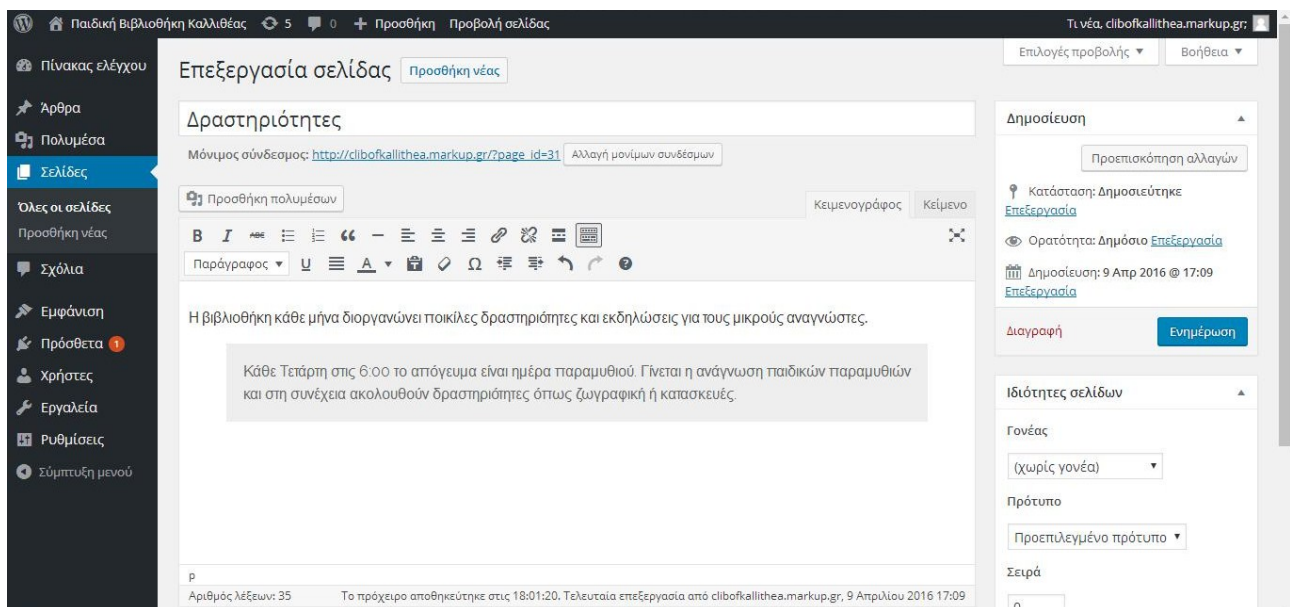 Παιδική Βιβλιοθήκη Καλλιθέας 5 0 + Προσθήκη Προβολή σελίδας Τι νέα, clibofkallithea.markup.gr;
Επιλογές προβολής ▼ Βοήθεια ▼
Πίνακας ελέγχου
Άρθρα
Πολυμέσα
Σελίδες
Όλες οι σελίδες
Προσθήκη νέας
Σχόλια
Εμφάνιση
Πρόσθετα 1
Χρήστες
Εργαλεία
Ρυθμίσεις
Σύμπτυξη μενού
Επεξεργασία σελίδας Προσθήκη νέας
Δραστηριότητες
Μόνιμος σύνδεσμος: http://clibofkallithea.markup.gr/?page_id=31 Αλλαγή μονίμων συνδέσμων
Προσθήκη πολυμέσων Κειμενογράφος Κείμενο
B I ABE
Παράγραφος ▼ U A ▼ Ω
Η βιβλιοθήκη κάθε μήνα διοργανώνει ποικίλες δραστηριότητες και εκδηλώσεις για τους μικρούς αναγνώστες.
Κάθε Τετάρτη στις 6:00 το απόγευμα είναι ημέρα παραμυθιού. Γίνεται η ανάγνωση παιδικών παραμυθιών
και στη συνέχεια ακολουθούν δραστηριότητες όπως ζωγραφική ή κατασκευές.
p
Αριθμός λέξεων: 35 Το πρόχειρο αποθηκεύτηκε στις 18:01:20. Τελευταία επεξεργασία από clibofkallithea.markup.gr, 9 Απριλίου 2016 17:09
Δημοσίευση
Προεπισκόπηση αλλαγών
Κατάσταση: Δημοσιεύτηκε
Επεξεργασία
Ορατότητα: Δημόσιο Επεξεργασία
Δημοσίευση: 9 Απρ 2016 @ 17:09
Επεξεργασία
Διαγραφή Ενημέρωση
Ιδιότητες σελίδων
Γονέας
(χωρίς γονέα) ▼
Πρότυπο
Προεπιλεγμένο πρότυπο ▼
Σειρά
0